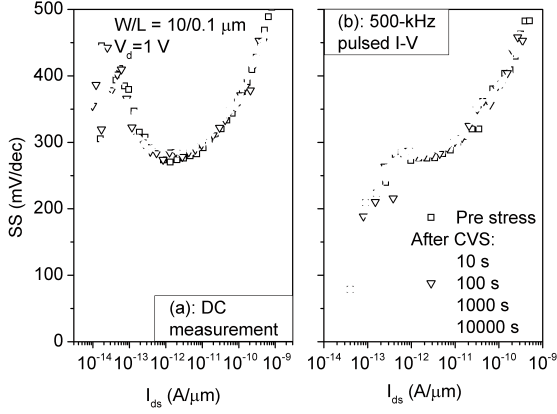 W/L = 10/0.1 μm
V_d=1 V
(a): DC
measurement
500
400
300
200
100
0
SS (mV/dec)
10^-14 10^-13 10^-12 10^-11 10^-10 10^-9
I_ds (A/μm)
(b): 500-kHz
pulsed I-V
Pre stress
After CVS:
10 s
100 s
1000 s
10000 s
10^-13 10^-12 10^-11 10^-10 10^-9
I_ds (A/μm)